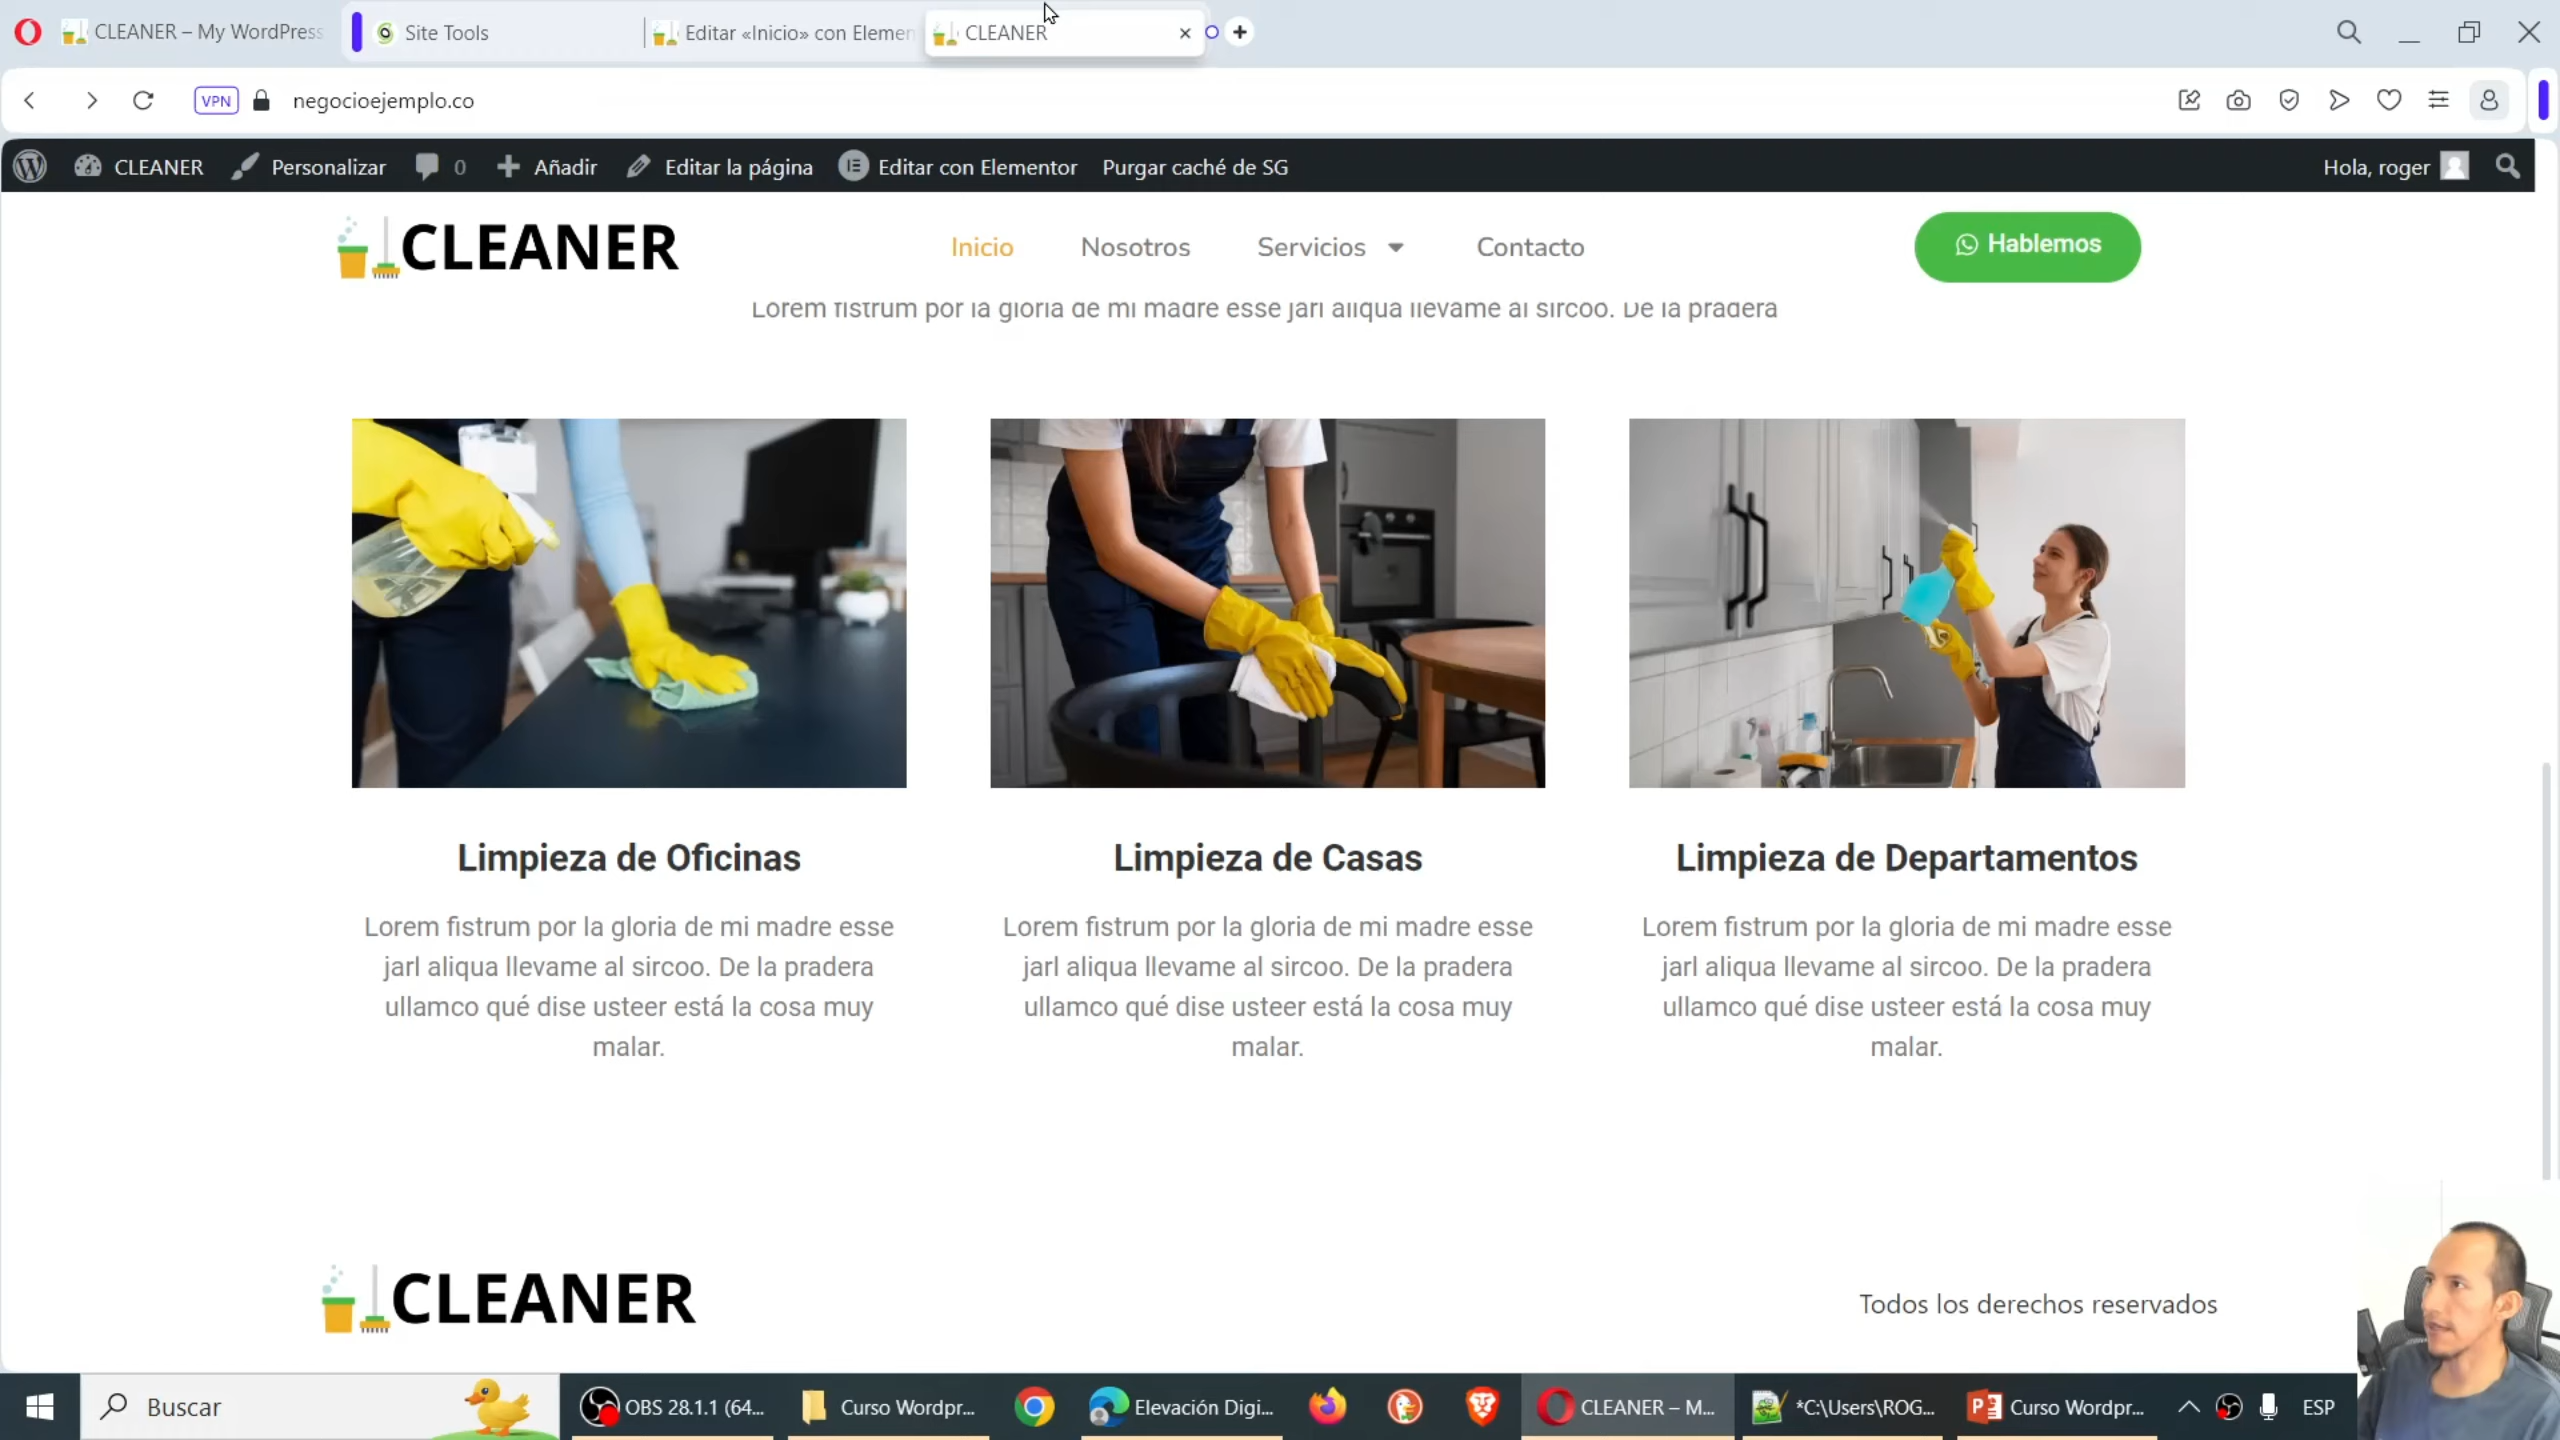 CLEANER – My WordPress
Site Tools
Editar «Inicio» con Elemen
CLEANER
VPN
negocioejemplo.co
CLEANER
Personalizar
0
Añadir
Editar la página
Editar con Elementor
Purgar caché de SG
Hola, roger
CLEANER
Inicio
Nosotros
Servicios
Contacto
Hablemos
Lorem fistrum por la gloria de mi madre esse jarl aliqua llevame al sircoo. De la pradera
Limpieza de Oficinas
Lorem fistrum por la gloria de mi madre esse
jarl aliqua llevame al sircoo. De la pradera
ullamco qué dise usteer está la cosa muy
malar.
Limpieza de Casas
Lorem fistrum por la gloria de mi madre esse
jarl aliqua llevame al sircoo. De la pradera
ullamco qué dise usteer está la cosa muy
malar.
Limpieza de Departamentos
Lorem fistrum por la gloria de mi madre esse
jarl aliqua llevame al sircoo. De la pradera
ullamco qué dise usteer está la cosa muy
malar.
CLEANER
Todos los derechos reservados
Buscar
OBS 28.1.1 (64...
Curso Wordpr...
Elevación Digi...
CLEANER – M...
*C:\Users\ROG...
Curso Wordpr...
ESP